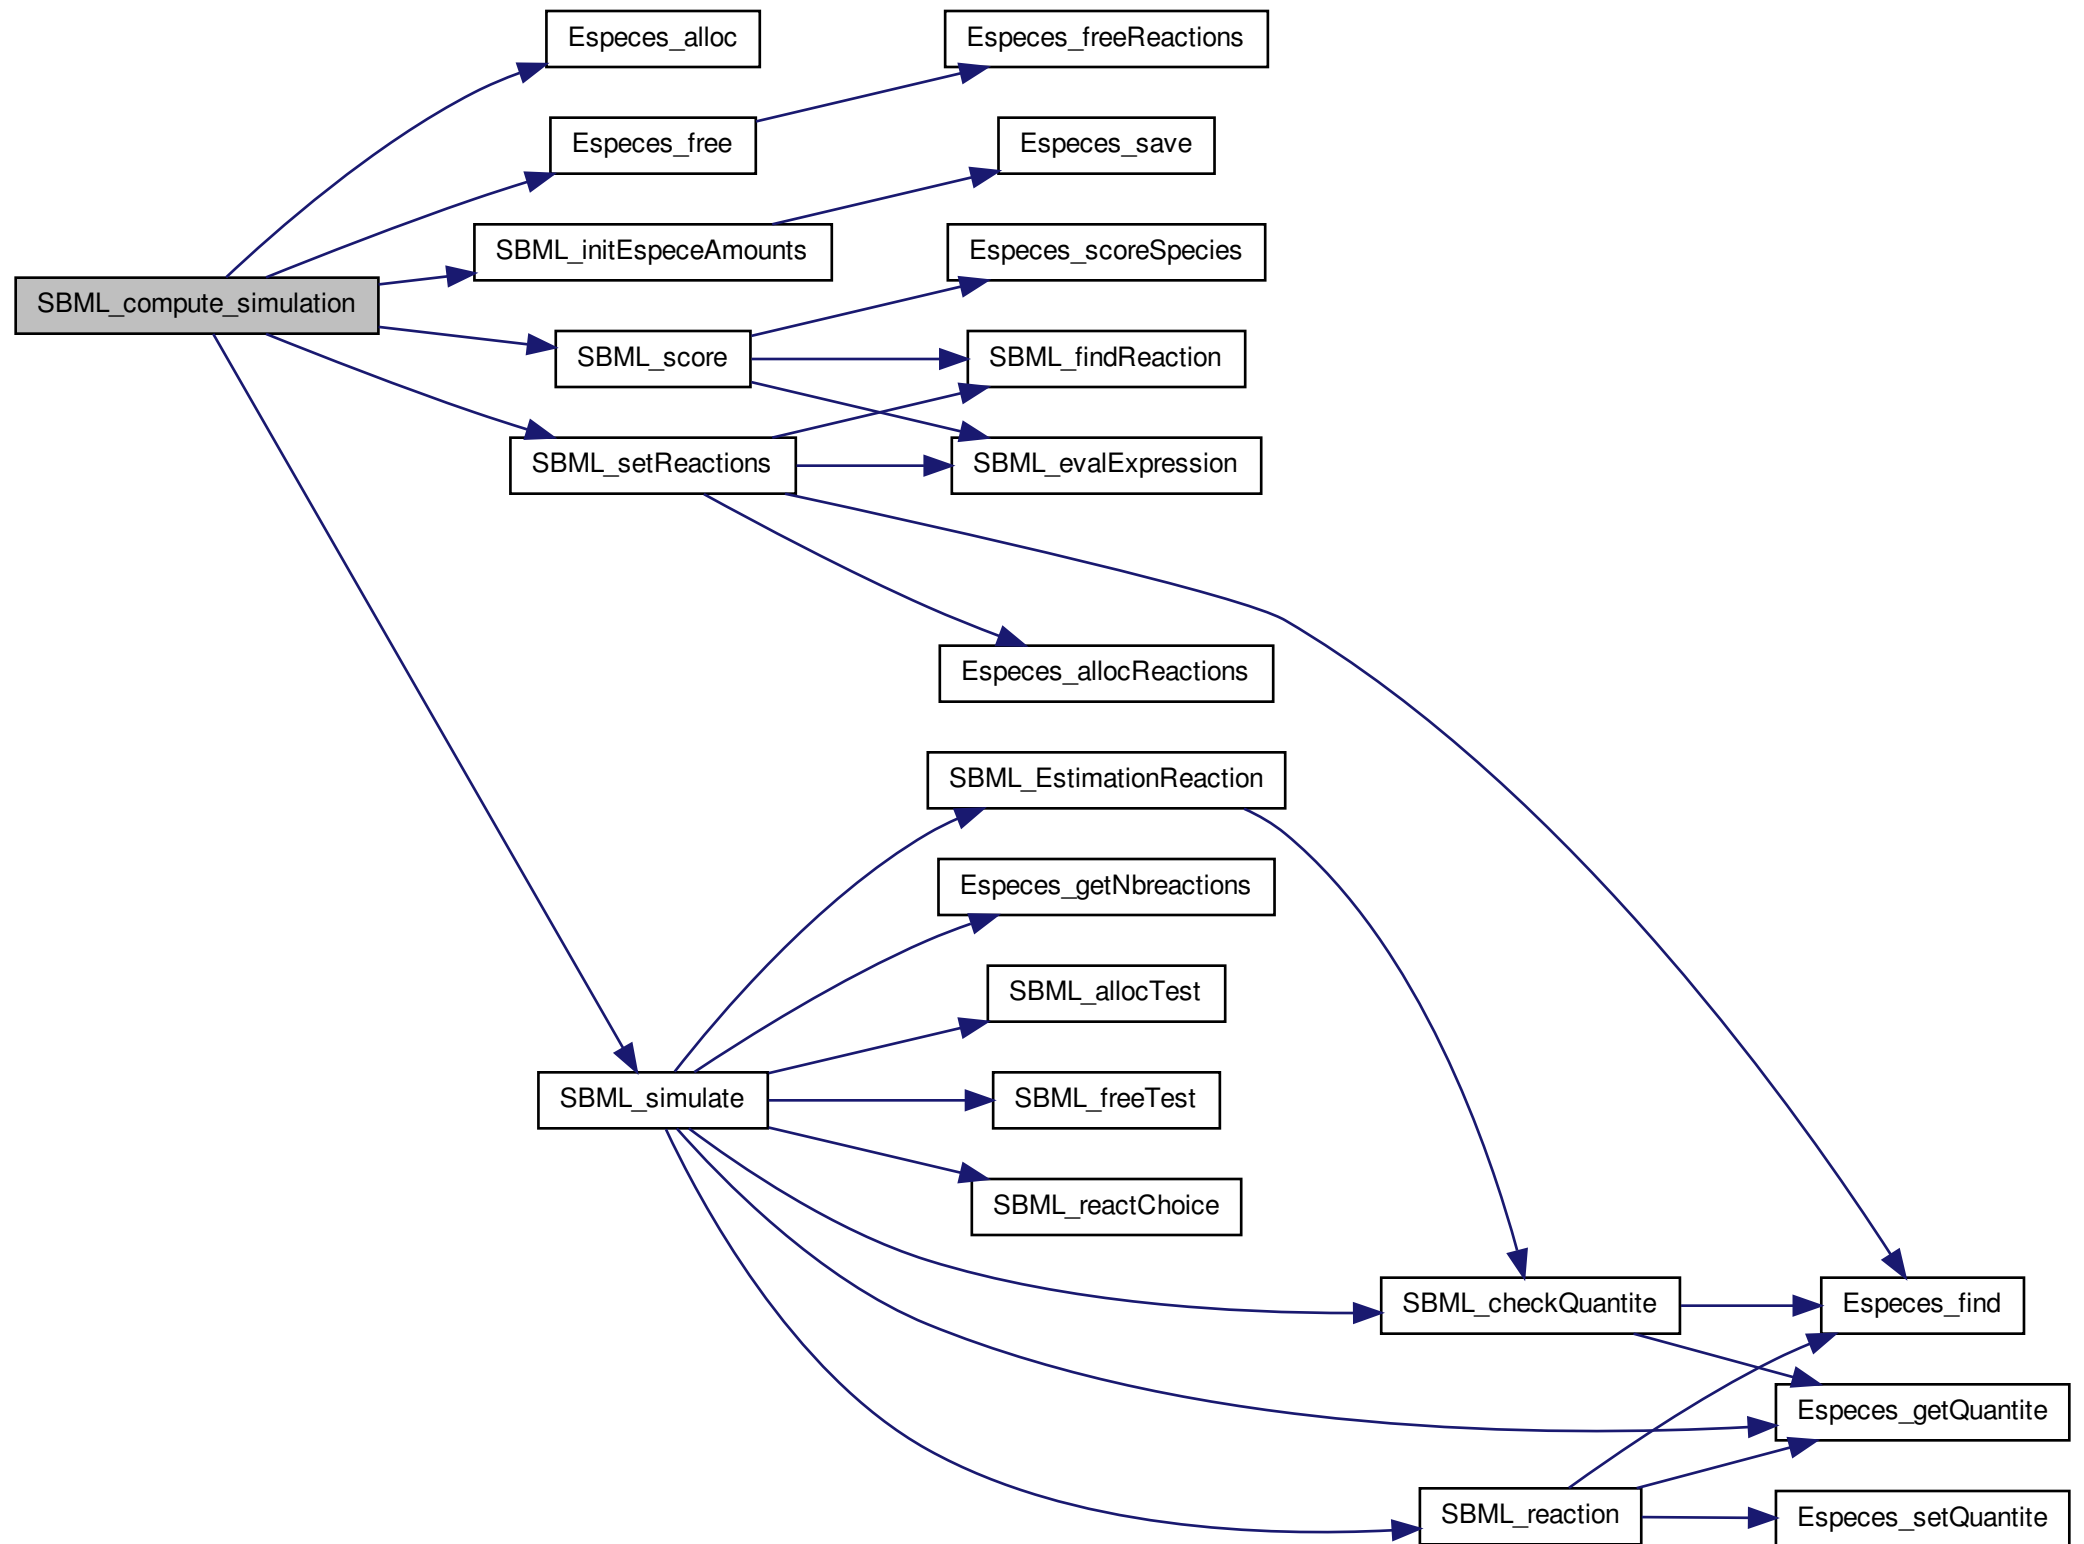 Especes_alloc
Especes_freeReactions
Especes_free
Especes_save
SBML_initEspeceAmounts
Especes_scoreSpecies
SBML_compute_simulation
SBML_score
SBML_findReaction
SBML_setReactions
SBML_evalExpression
Especes_allocReactions
SBML_EstimationReaction
Especes_getNbreactions
SBML_allocTest
SBML_simulate
SBML_freeTest
SBML_reactChoice
SBML_checkQuantite
Especes_find
Especes_getQuantite
SBML_reaction
Especes_setQuantite